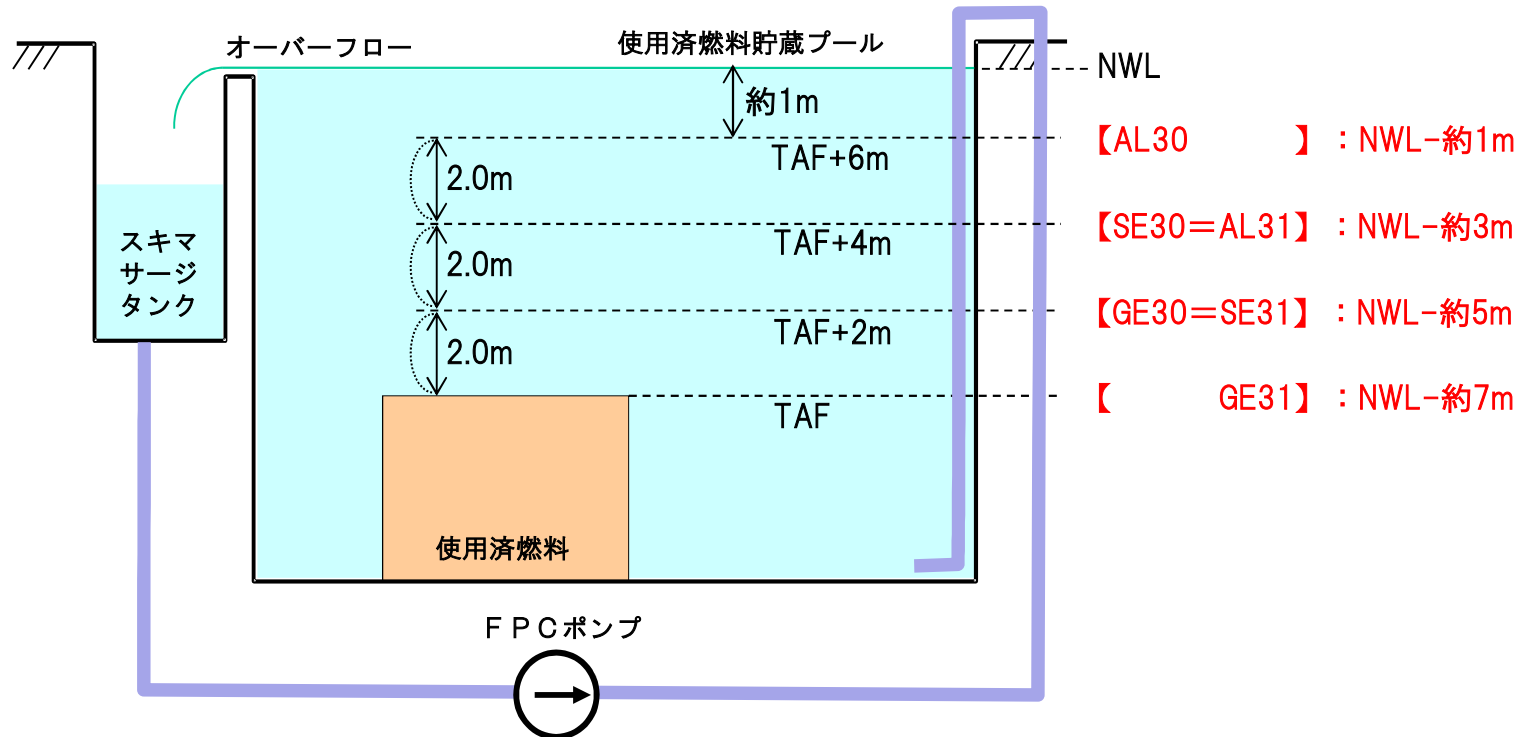 オーバーフロー
使用済燃料貯蔵プール
NWL
約1m
【AL30　　　】：NWL-約1m
TAF+6m
2.0m
【SE30＝AL31】：NWL-約3m
TAF+4m
スキマ
サージ
タンク
2.0m
【GE30＝SE31】：NWL-約5m
TAF+2m
2.0m
【　　　GE31】：NWL-約7m
TAF
使用済燃料
ＦＰＣポンプ